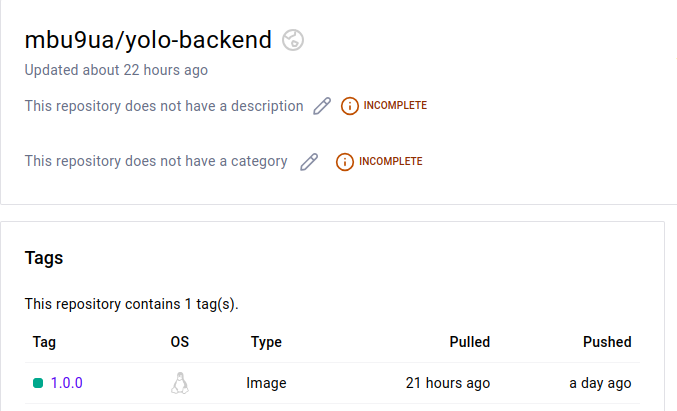 mbu9ua/yolo-backend
Updated about 22 hours ago
This repository does not have a description INCOMPLETE
This repository does not have a category INCOMPLETE
Tags
This repository contains 1 tag(s).
Tag OS Type Pulled Pushed
1.0.0 Image 21 hours ago a day ago